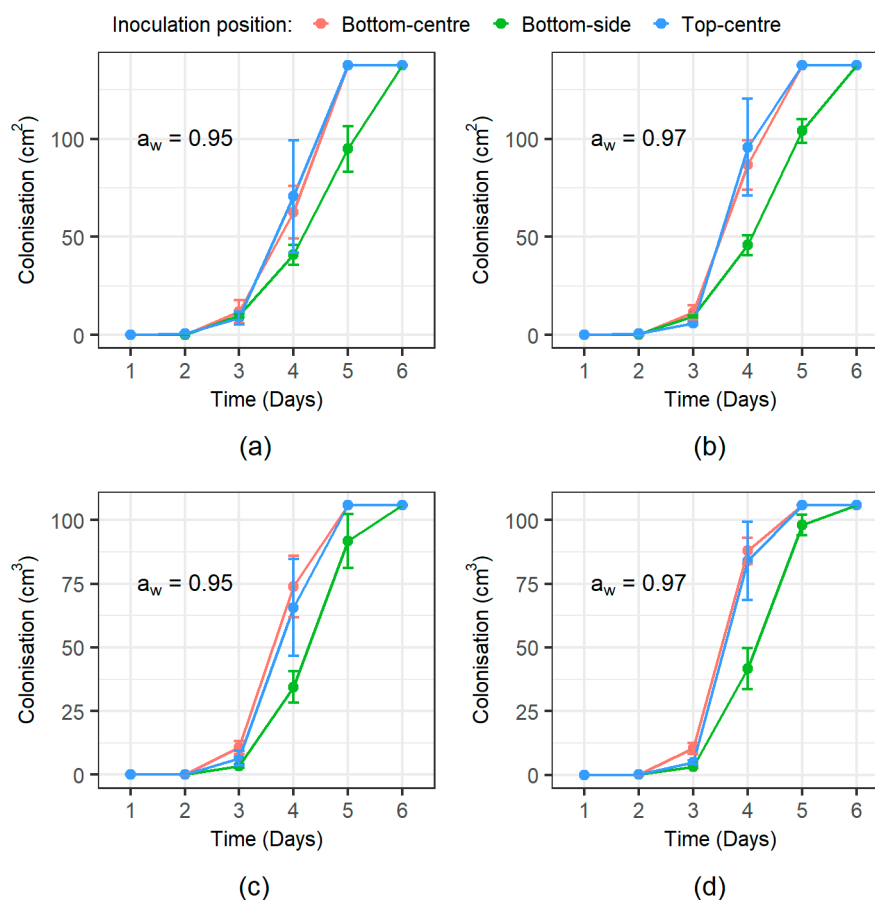 Inoculation position: Bottom-centre Bottom-side Top-centre
Colonisation (cm²)
100
50
0
a_w = 0.95
1 2 3 4 5 6
Time (Days)
(a)
Colonisation (cm²)
100
50
0
a_w = 0.97
1 2 3 4 5 6
Time (Days)
(b)
Colonisation (cm³)
100
75
50
25
0
a_w = 0.95
1 2 3 4 5 6
Time (Days)
(c)
Colonisation (cm³)
100
75
50
25
0
a_w = 0.97
1 2 3 4 5 6
Time (Days)
(d)